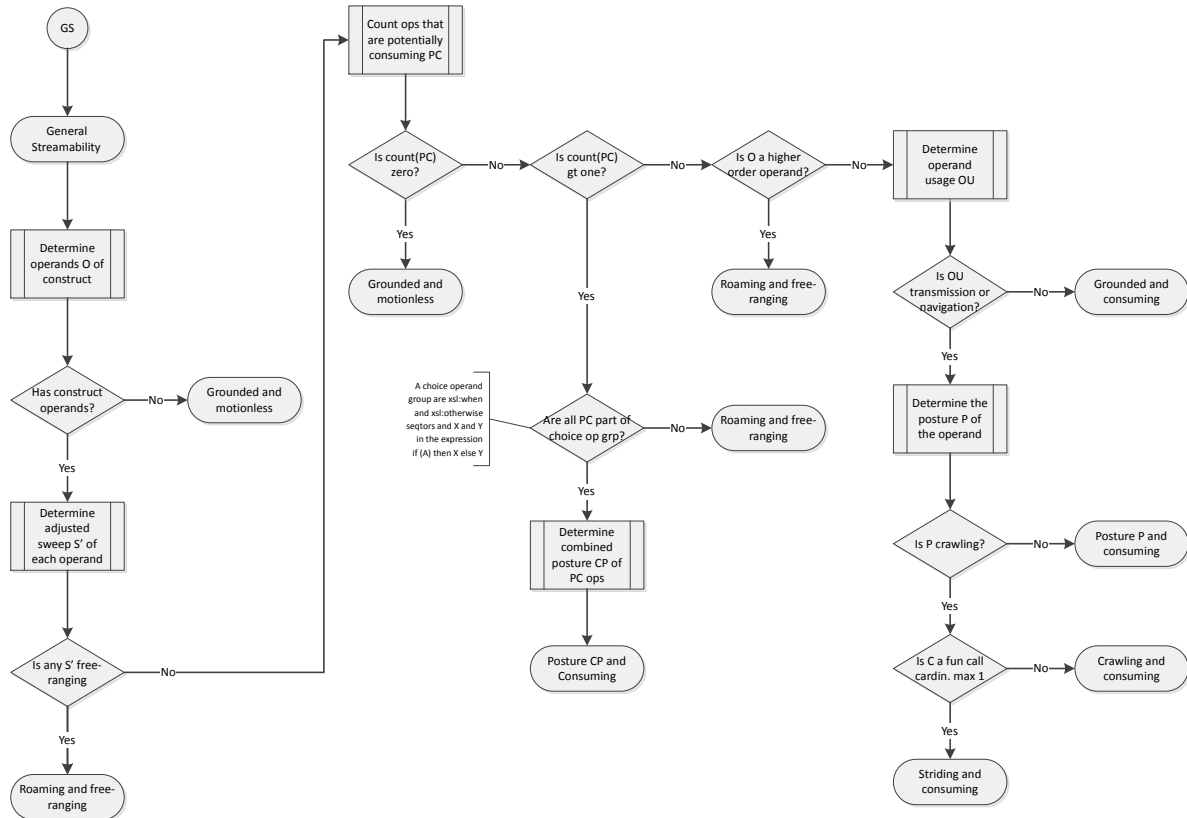 GS
General
Streamability
Determine
operands O of
construct
Has construct
operands?
No
Grounded and
motionless
Yes
Determine
adjusted
sweep S’ of
each operand
Is any S’ free-
ranging
No
Yes
Roaming and free-
ranging
Count ops that
are potentially
consuming PC
Is count(PC)
zero?
No
Yes
Grounded and
motionless
Is count(PC)
gt one?
No
Yes
A choice operand
group are xsl:when
and xsl:otherwise
seqtors and X and Y
in the expression
if (A) then X else Y
Are all PC part of
choice op grp?
No
Roaming and free-
ranging
Yes
Determine
combined
posture CP of
PC ops
Posture CP and
Consuming
Is O a higher
order operand?
No
Yes
Roaming and free-
ranging
Determine
operand
usage OU
Is OU
transmission or
navigation?
No
Grounded and
consuming
Yes
Determine the
posture P of
the operand
Is P crawling?
No
Posture P and
consuming
Yes
Is C a fun call
cardin. max 1
No
Crawling and
consuming
Yes
Striding and
consuming